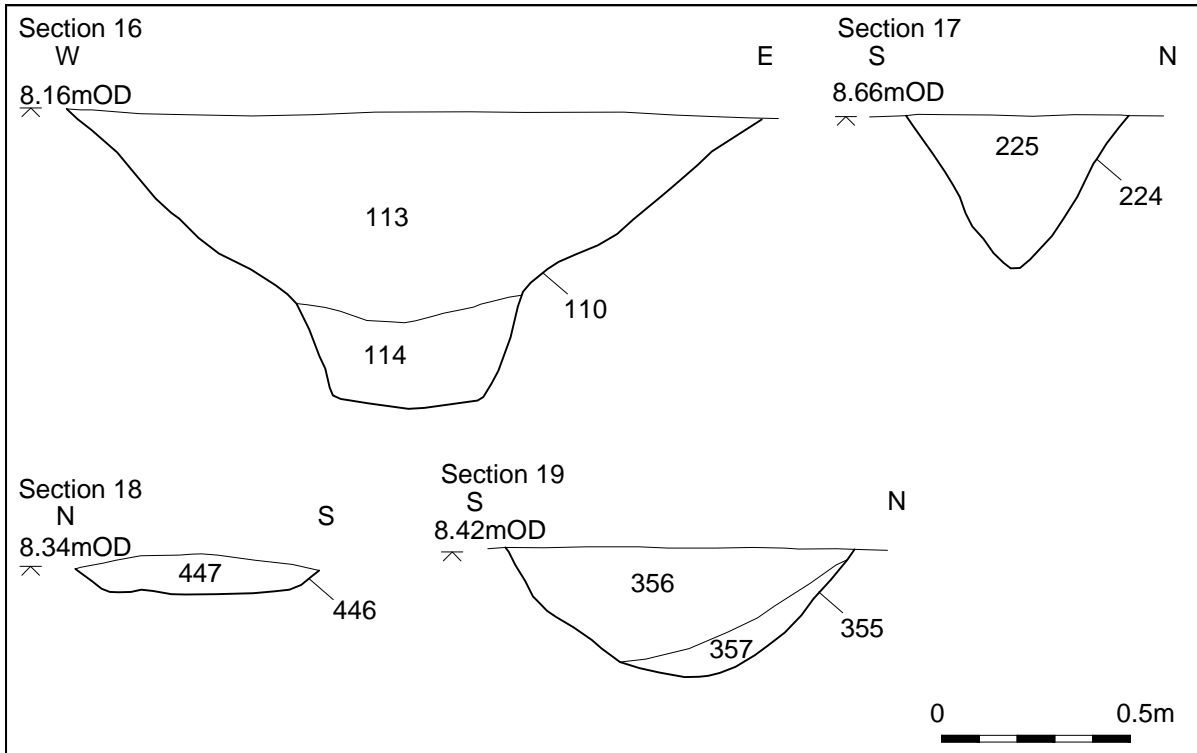 Section 16
W E
8.16mOD
113
110
114
Section 17
S N
8.66mOD
225
224
Section 18
N S
8.34mOD
447
446
Section 19
S N
8.42mOD
356
355
357
0 0.5m